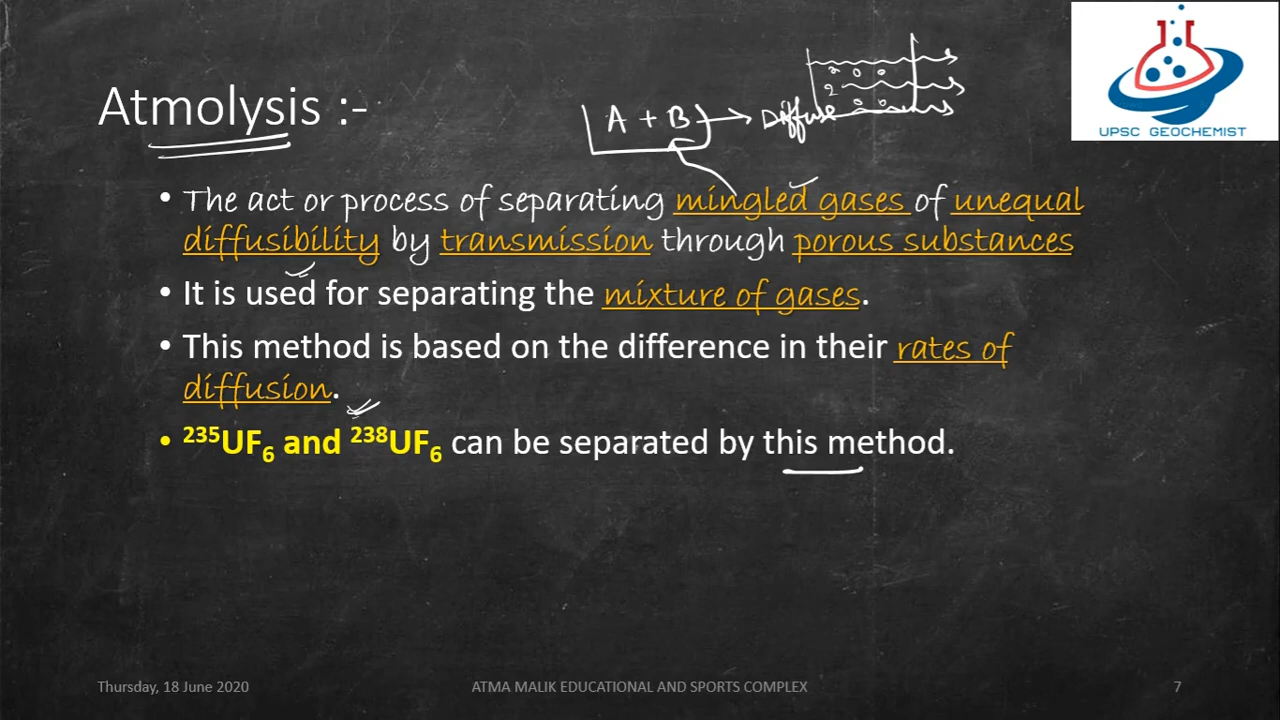 Atmolysis :-
A + B → Diffuse
UPSC GEOCHEMIST
• The act or process of separating mingled gases of unequal
diffusibility by transmission through porous substances
• It is used for separating the mixture of gases.
• This method is based on the difference in their rates of
diffusion.
• ²³⁵UF₆ and ²³⁸UF₆ can be separated by this method.
Thursday, 18 June 2020
ATMA MALIK EDUCATIONAL AND SPORTS COMPLEX
7